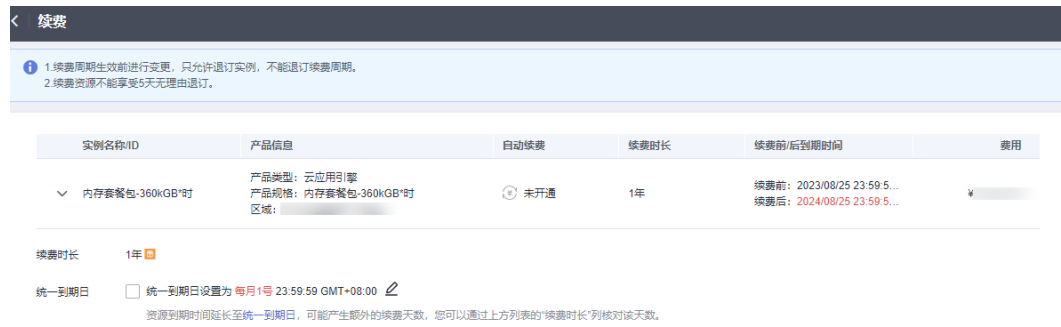 续费
1.续费周期生效前进行变更，只允许退订实例，不能退订续费周期。
2.续费资源不能享受5天无理由退订。
实例名称/ID 产品信息 自动续费 续费时长 续费前/后到期时间 费用
产品类型：云应用引擎
内存套餐包-360kGB*时 产品规格：内存套餐包-360kGB*时 未开通 1年 续费前：2023/08/25 23:59:5...
区域： 续费后：2024/08/25 23:59:5... ¥
续费时长 1年
统一到期日 统一到期日设置为 每月1号 23:59:59 GMT+08:00
资源到期时间延长至统一到期日，可能产生额外的续费天数，您可以通过上方列表的“续费时长”列核对该天数。